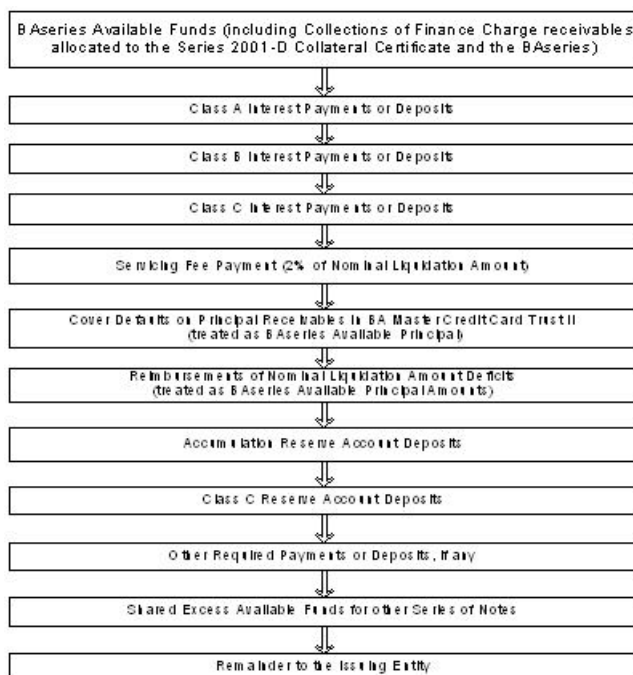 BAseries Available Funds (including Collections of Finance Charge receivables
allocated to the Series 2001-D Collateral Certificate and the BAseries)
Class A Interest Payments or Deposits
Class B Interest Payments or Deposits
Class C Interest Payments or Deposits
Servicing Fee Payment (2% of Nominal Liquidation Amount)
Cover Defaults on Principal Receivables in BA Master Credit Card Trust II
(treated as BAseries Available Principal)
Reimbursements of Nominal Liquidation Amount Deficits
(treated as BAseries Available Principal Amounts)
Accumulation Reserve Account Deposits
Class C Reserve Account Deposits
Other Required Payments or Deposits, if any
Shared Excess Available Funds for other Series of Notes
Remainder to the Issuing Entity